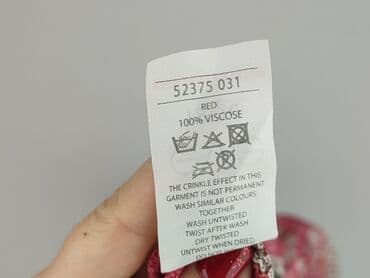 52375 031
RED
100% VISCOSE
THE CRINKLE EFFECT IN THIS
GARMENT IS NOT PERMANENT
WASH SIMILAR COLOURS
TOGETHER
WASH UNTWISTED
TWIST AFTER WASH
DRY TWISTED
UNTWIST WHEN DRIED